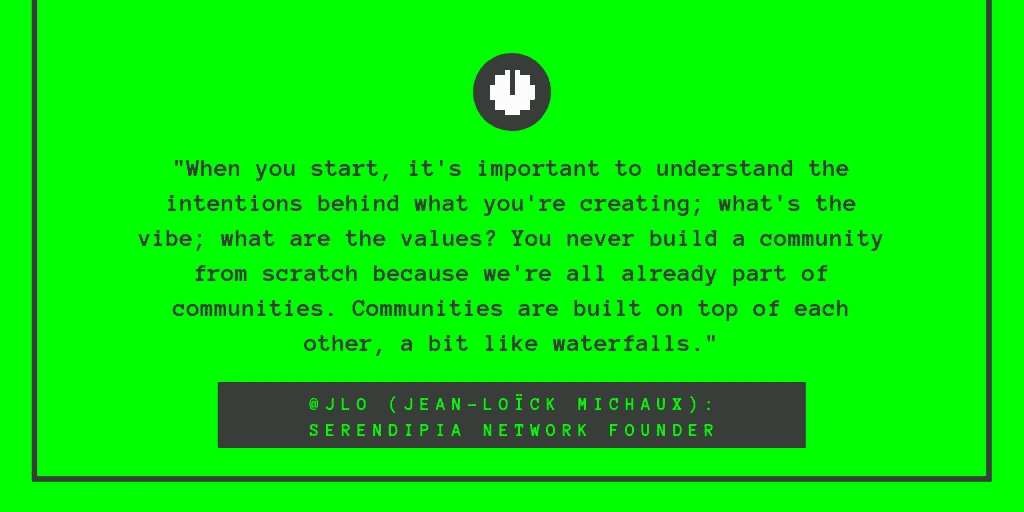 "When you start, it's important to understand the
intentions behind what you're creating; what's the
vibe; what are the values? You never build a community
from scratch because we're all already part of
communities. Communities are built on top of each
other, a bit like waterfalls."
@JLO (JEAN-LOÏCK MICHAUX):
SERENDIPIA NETWORK FOUNDER